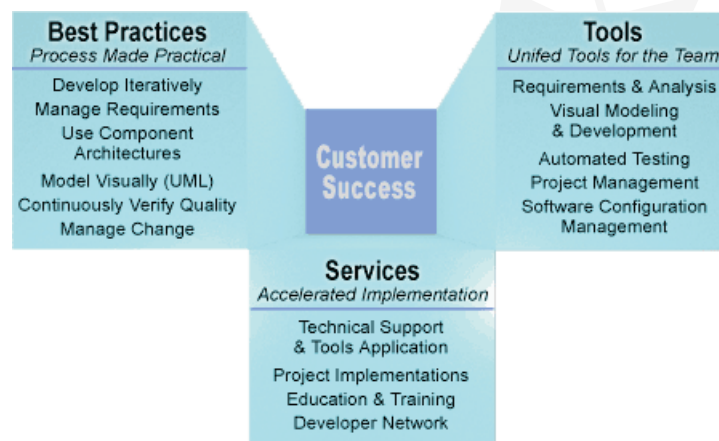 Best Practices
Process Made Practical
Develop Iteratively
Manage Requirements
Use Component
Architectures
Model Visually (UML)
Continuously Verify Quality
Manage Change
Customer
Success
Tools
Unifed Tools for the Team
Requirements & Analysis
Visual Modeling
& Development
Automated Testing
Project Management
Software Configuration
Management
Services
Accelerated Implementation
Technical Support
& Tools Application
Project Implementations
Education & Training
Developer Network